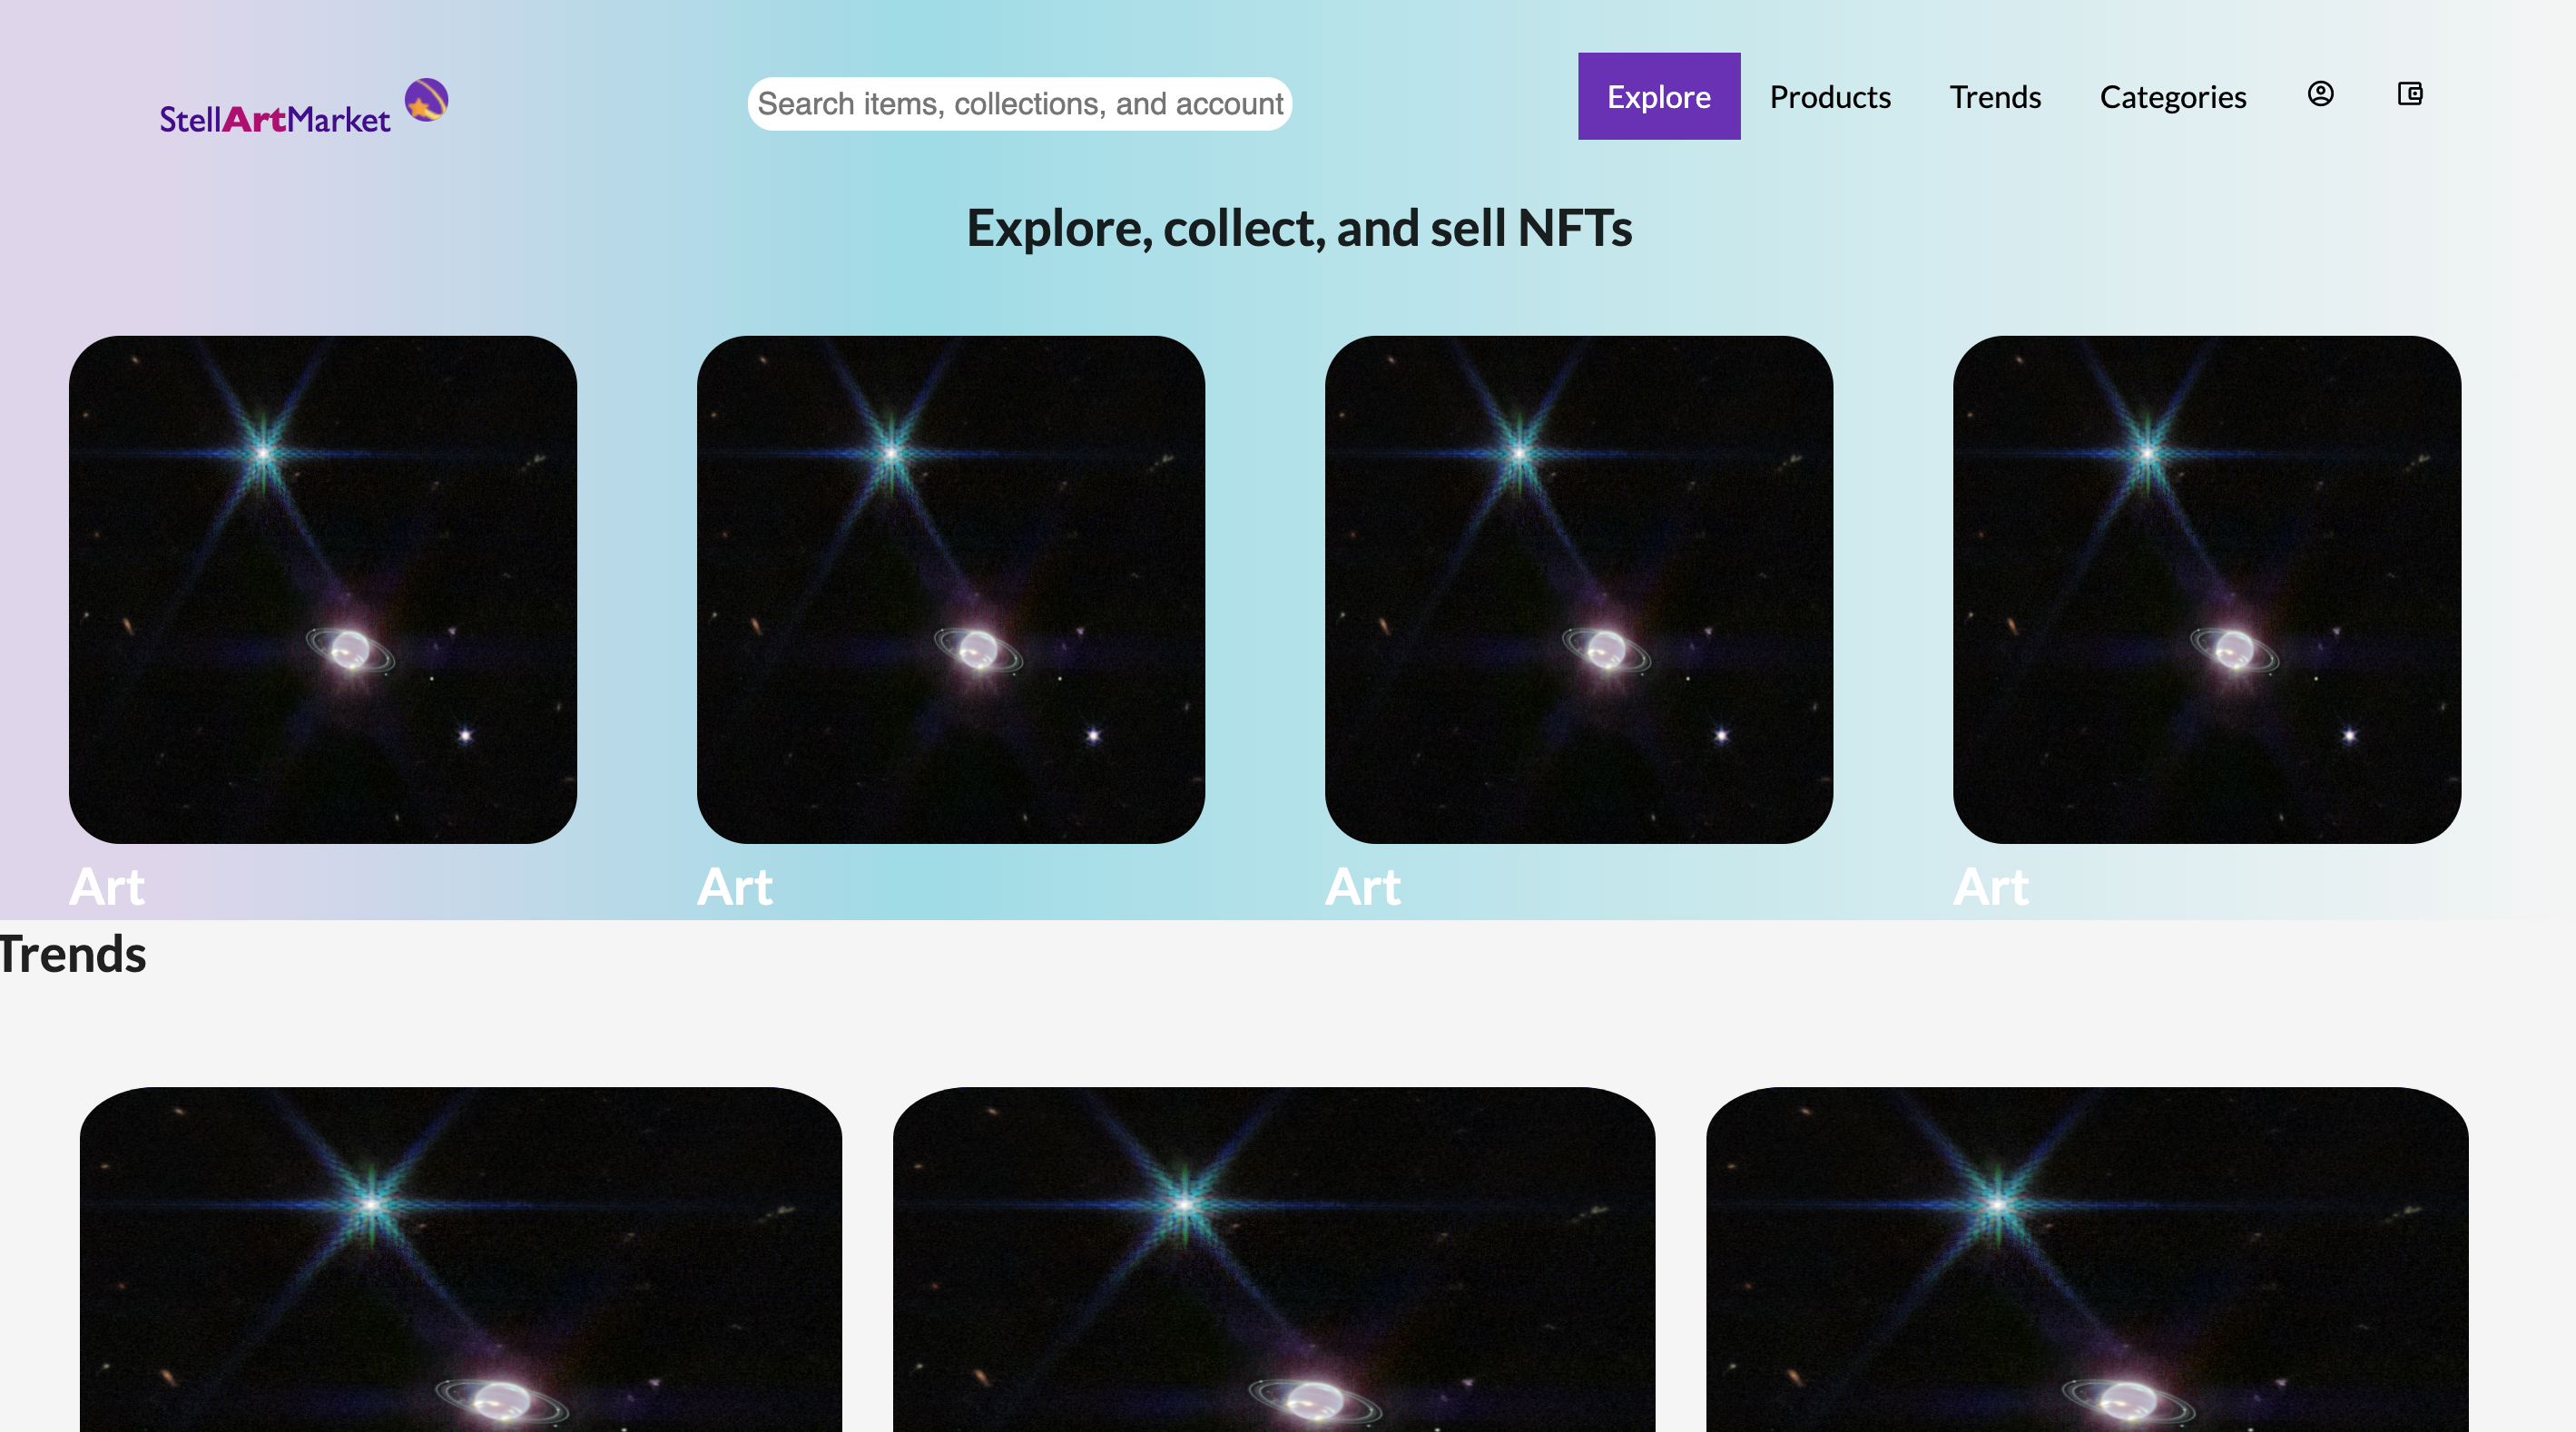 StellArtMarket
Search items, collections, and account
Explore
Products
Trends
Categories
Explore, collect, and sell NFTs
Art
Art
Art
Art
Trends